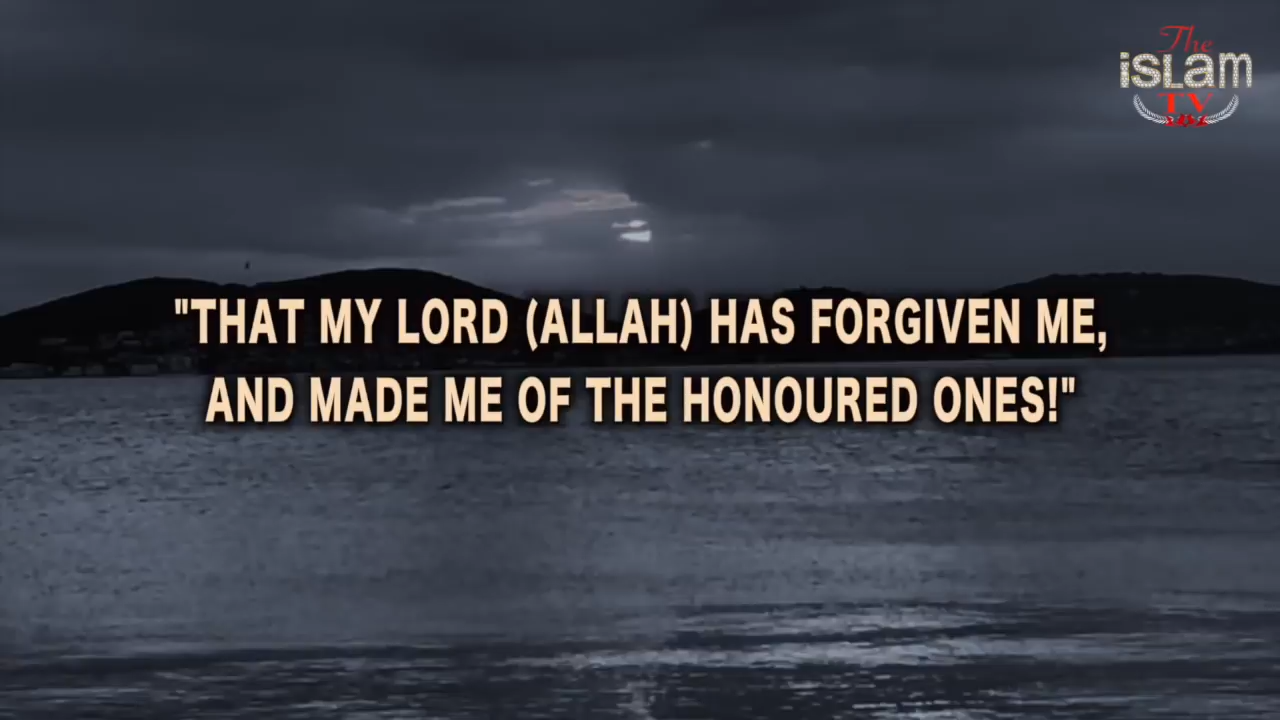 The
iSLam
TV
"THAT MY LORD (ALLAH) HAS FORGIVEN ME,
AND MADE ME OF THE HONOURED ONES!"